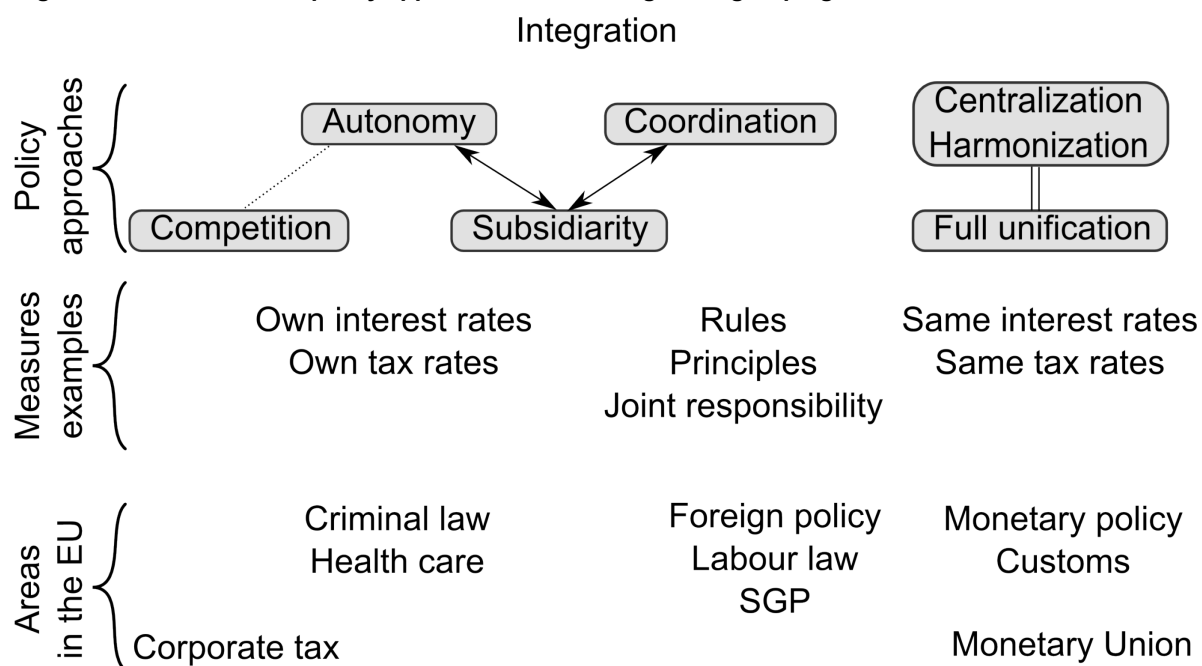 Integration
Policy
approaches
Autonomy
Coordination
Centralization
Harmonization
Competition
Subsidiarity
Full unification
Measures
examples
Own interest rates
Own tax rates
Rules
Principles
Joint responsibility
Same interest rates
Same tax rates
Areas
in the EU
Criminal law
Health care
Foreign policy
Labour law
SGP
Monetary policy
Customs
Corporate tax
Monetary Union